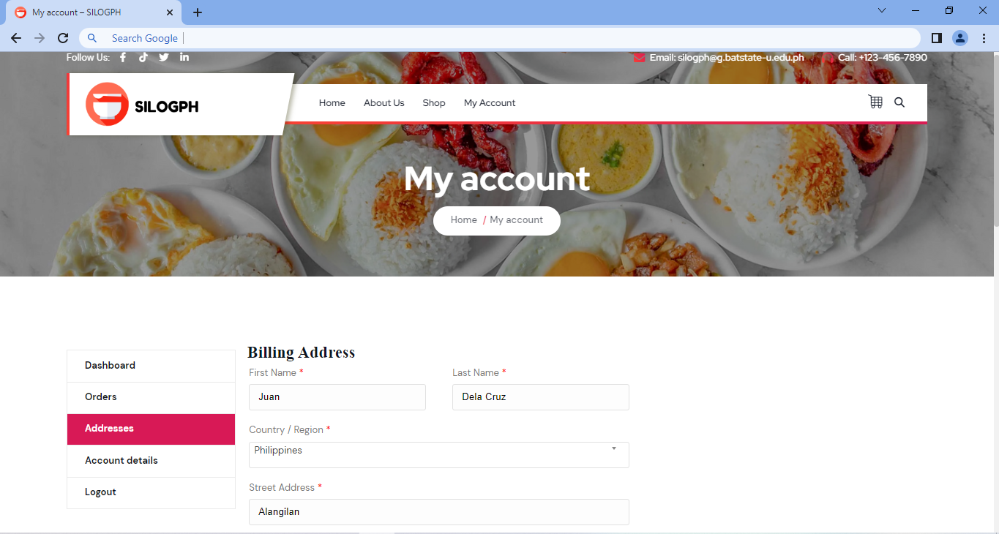 My account – SILOGPH
Search Google
Follow Us:
Email: silogph@g.batstate-u.edu.ph
Call: +123-456-7890
SILOGPH
Home About Us Shop My Account
My account
Home / My account
Dashboard
Orders
Addresses
Account details
Logout
Billing Address
First Name * Last Name *
Juan Dela Cruz
Country / Region *
Philippines
Street Address *
Alangilan